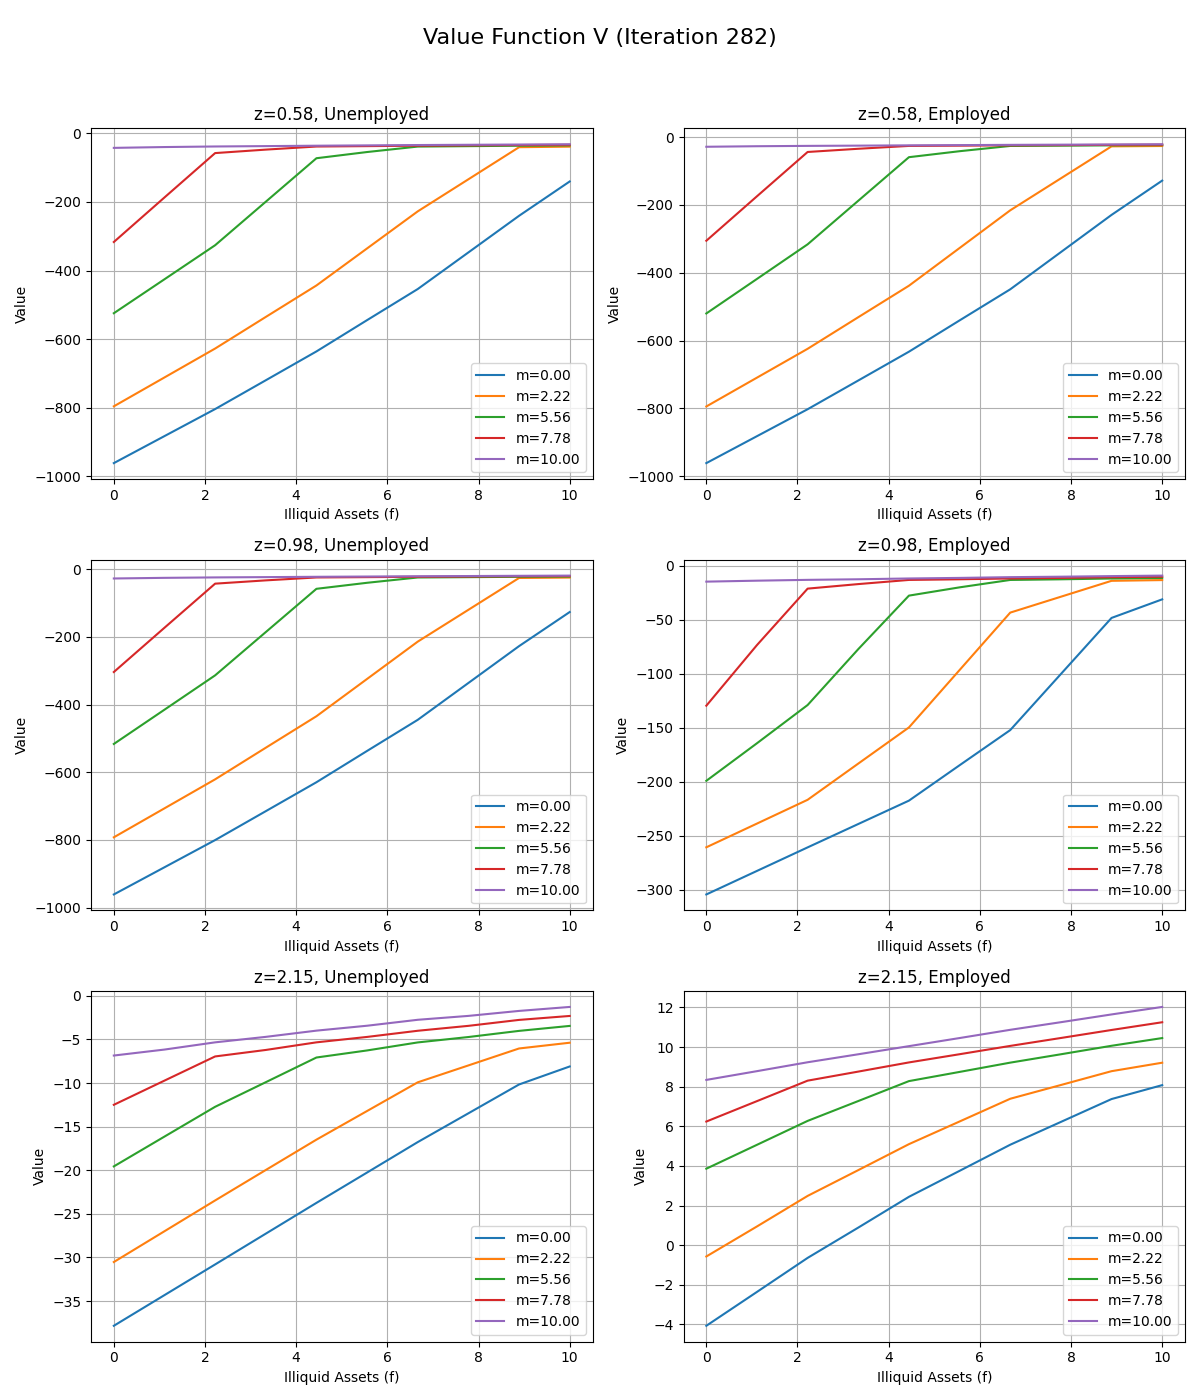 Value Function V (Iteration 282)
z=0.58, Unemployed
0
−200
−400
−600
−800
−1000
Value
0 2 4 6 8 10
Illiquid Assets (f)
m=0.00
m=2.22
m=5.56
m=7.78
m=10.00
z=0.58, Employed
0
−200
−400
−600
−800
−1000
Value
0 2 4 6 8 10
Illiquid Assets (f)
m=0.00
m=2.22
m=5.56
m=7.78
m=10.00
z=0.98, Unemployed
0
−200
−400
−600
−800
−1000
Value
0 2 4 6 8 10
Illiquid Assets (f)
m=0.00
m=2.22
m=5.56
m=7.78
m=10.00
z=0.98, Employed
0
−50
−100
−150
−200
−250
−300
Value
0 2 4 6 8 10
Illiquid Assets (f)
m=0.00
m=2.22
m=5.56
m=7.78
m=10.00
z=2.15, Unemployed
0
−5
−10
−15
−20
−25
−30
−35
Value
0 2 4 6 8 10
Illiquid Assets (f)
m=0.00
m=2.22
m=5.56
m=7.78
m=10.00
z=2.15, Employed
12
10
8
6
4
2
0
−2
−4
Value
0 2 4 6 8 10
Illiquid Assets (f)
m=0.00
m=2.22
m=5.56
m=7.78
m=10.00